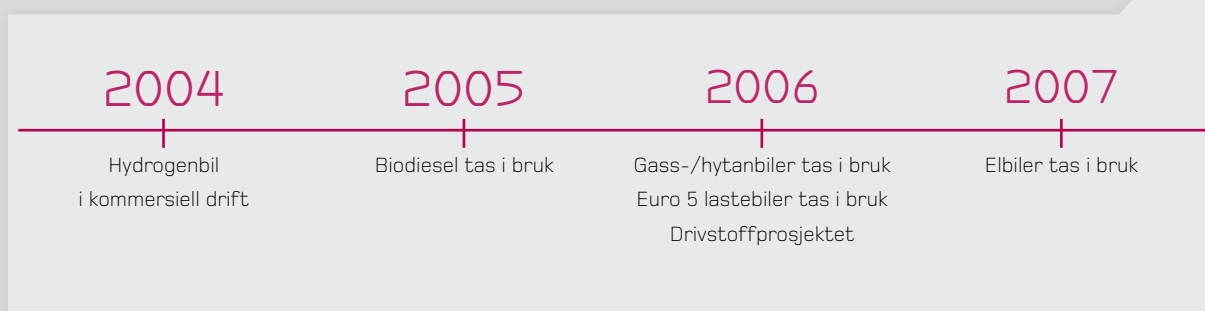 2004
Hydrogenbil
i kommersiell drift
2005
Biodiesel tas i bruk
2006
Gass-/hytanbiler tas i bruk
Euro 5 lastebiler tas i bruk
Drivstoffprosjektet
2007
Elbiler tas i bruk